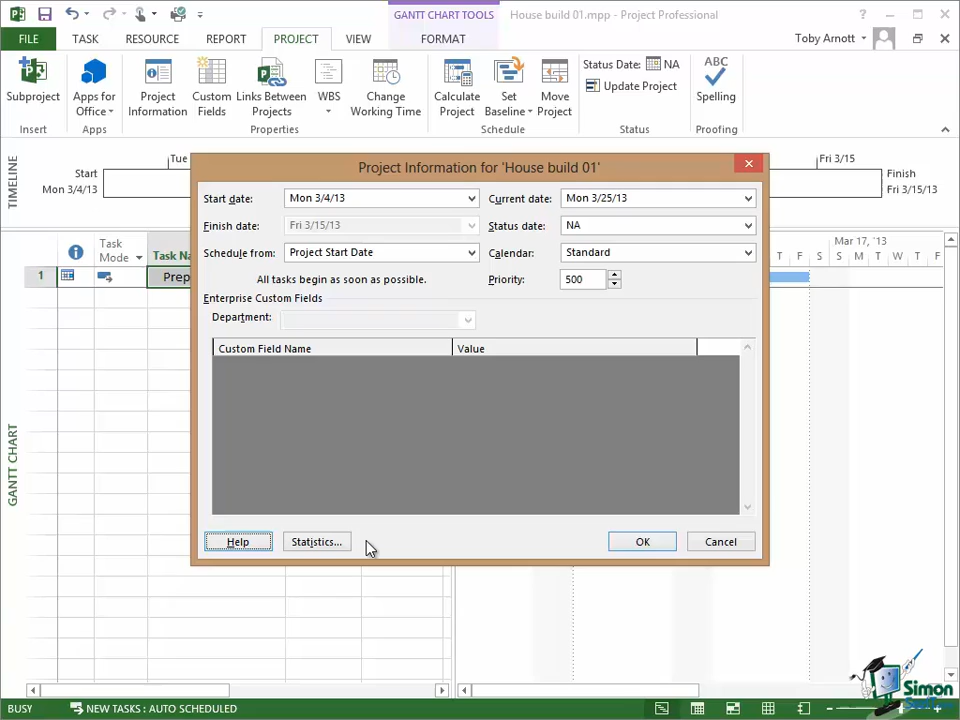 GANTT CHART TOOLS
House build 01.mpp - Project Professional
FILE TASK RESOURCE REPORT PROJECT VIEW FORMAT
Toby Arnott
Subproject
Apps for Office
Project Information
Custom Fields
Links Between Projects
WBS
Change Working Time
Calculate Project
Set Baseline
Move Project
Status Date: NA
Update Project
ABC
Spelling
Insert Apps Properties Schedule Status Proofing
TIMELINE
Start
Mon 3/4/13
Tue
Fri 3/15
Finish
Fri 3/15/13
Project Information for 'House build 01'
Start date: Mon 3/4/13
Current date: Mon 3/25/13
Finish date: Fri 3/15/13
Status date: NA
Schedule from: Project Start Date
Calendar: Standard
All tasks begin as soon as possible.
Priority: 500
Enterprise Custom Fields
Department:
Custom Field Name Value
Help Statistics... OK Cancel
GANTT CHART
Task Mode
Task Na
1 Prep
Mar 17, '13
T F S S M T W T F
BUSY NEW TASKS : AUTO SCHEDULED
Simon